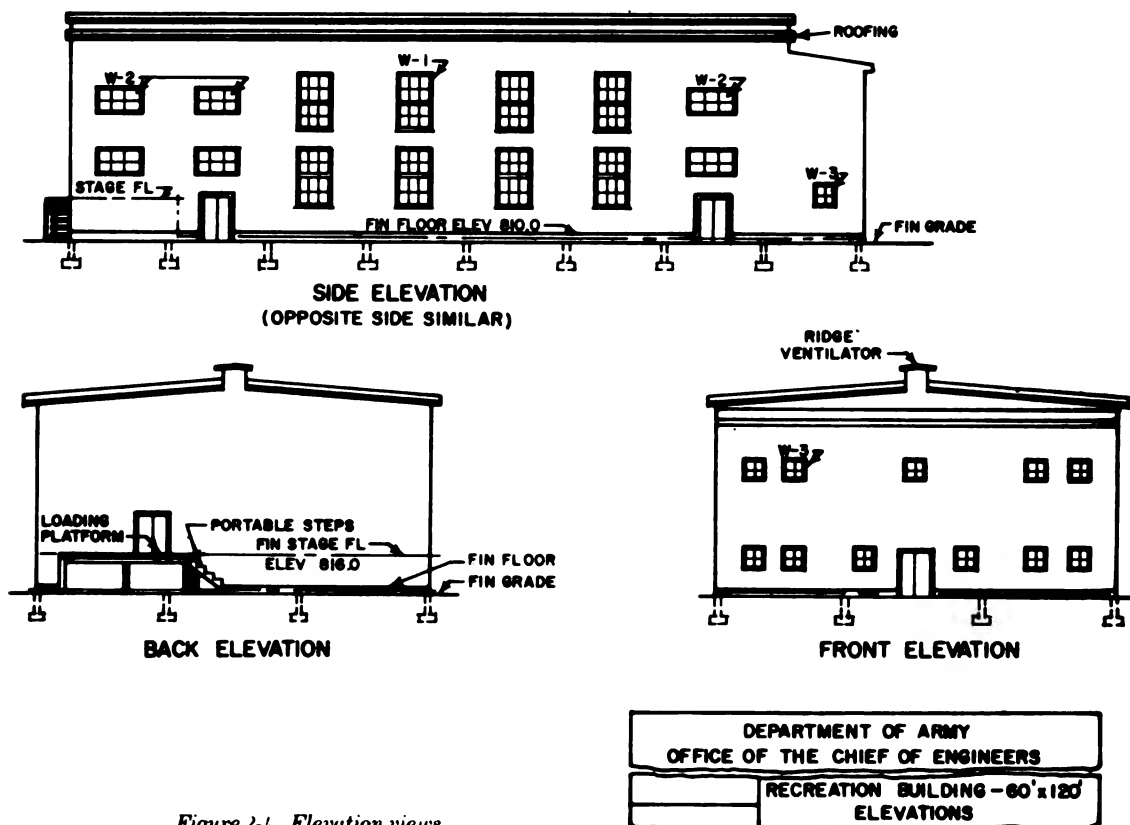 ROOFING
W-1
W-2
W-2
STAGE FL
W-3
FIN FLOOR ELEV 810.0
FIN GRADE
SIDE ELEVATION
(OPPOSITE SIDE SIMILAR)
RIDGE
VENTILATOR
W-3
LOADING
PLATFORM
PORTABLE STEPS
FIN STAGE FL
ELEV 816.0
FIN FLOOR
FIN GRADE
BACK ELEVATION
FRONT ELEVATION
DEPARTMENT OF ARMY
OFFICE OF THE CHIEF OF ENGINEERS
RECREATION BUILDING - 60'x120'
ELEVATIONS
Elevation views